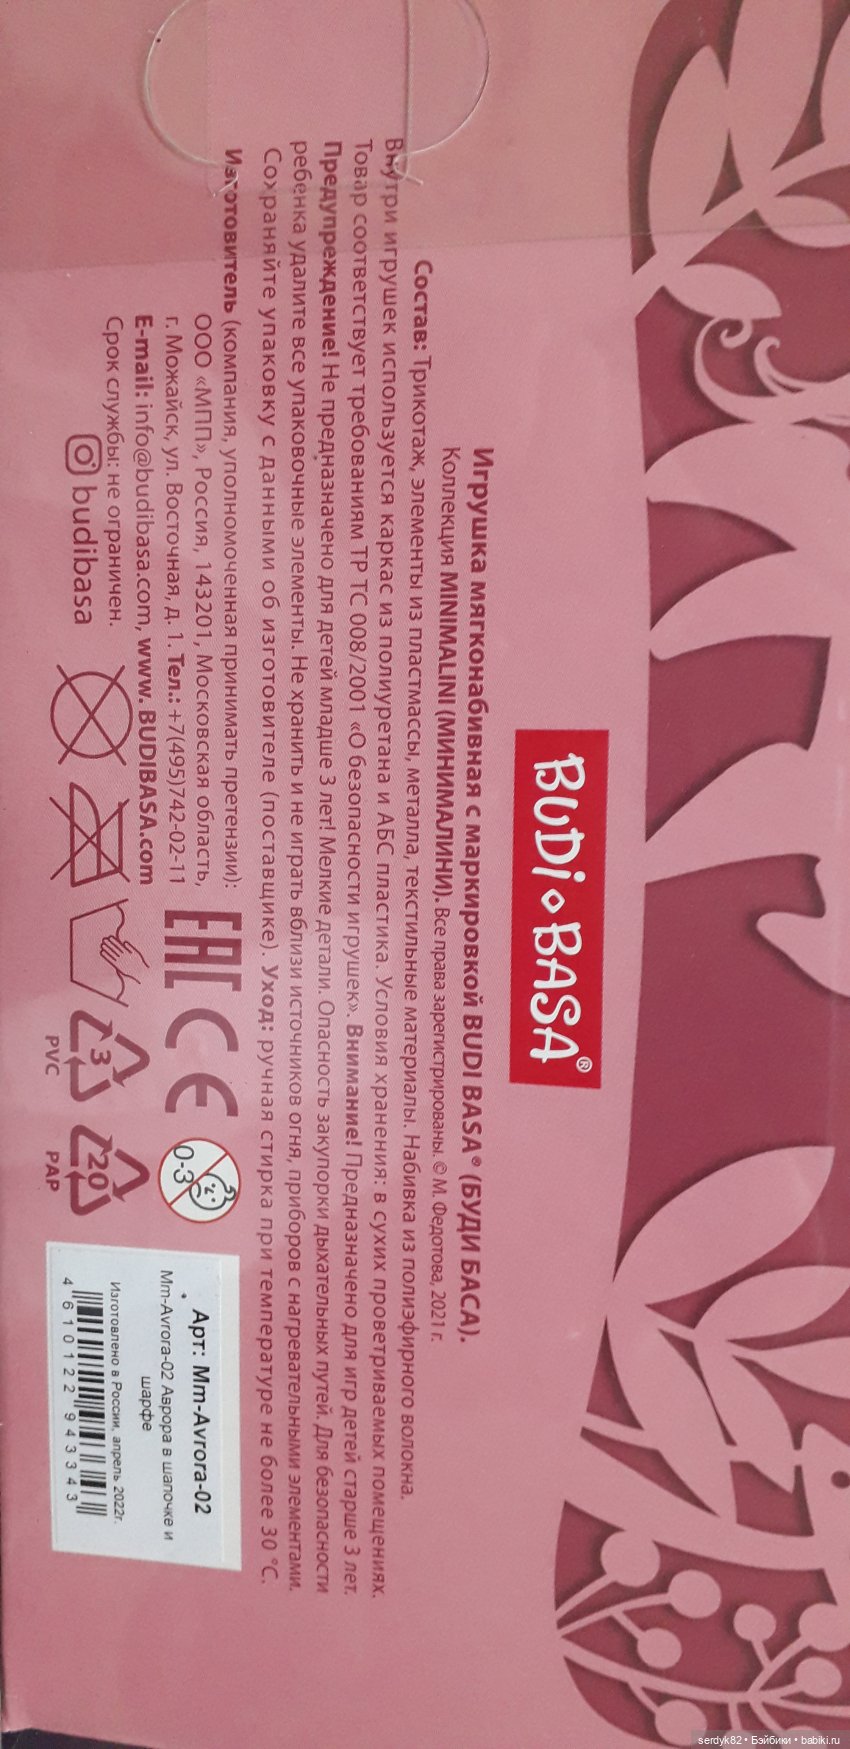 BUDI BASA®
Игрушка мягконабивная с маркировкой BUDI BASA® (БУДИ БАСА).
Коллекция MINIMALINI (МИНИМАЛИНИ). Все права зарегистрированы. © М. Федотова, 2021 г.
Состав: Трикотаж, элементы из пластмассы, металла, текстильные материалы. Набивка из полиэфирного волокна.
Внутри игрушек используется каркас из полиуретана и АБС пластика. Условия хранения: в сухих проветриваемых помещениях.
Товар соответствует требованиям ТР ТС 008/2001 «О безопасности игрушек». Внимание! Предназначено для игр детей старше 3 лет.
Предупреждение! Не предназначено для детей младше 3 лет! Мелкие детали. Опасность закупорки дыхательных путей. Для безопасности
ребенка удалите все упаковочные элементы. Не хранить и не играть вблизи источников огня, приборов с нагревательными элементами.
Сохраняйте упаковку с данными об изготовителе (поставщике). Уход: ручная стирка при температуре не более 30 °C.
Изготовитель (компания, уполномоченная принимать претензии):
ООО «МПП», Россия, 143201, Московская область,
г. Можайск, ул. Восточная, д. 1. Тел.: +7(495)742-02-11
E-mail: info@budibasa.com, www. BUDIBASA.com
Срок службы: не ограничен.
budibasa
EAC CE 0-3
3 20
PVC PAP
Арт: Mm-Avrora-02
Mm-Avrora-02 Аврора в шапочке и
шарфе
Изготовлено в России, апрель 2022г.
4 610122 943343
serdyk82 • Бэйбики • babiki.ru